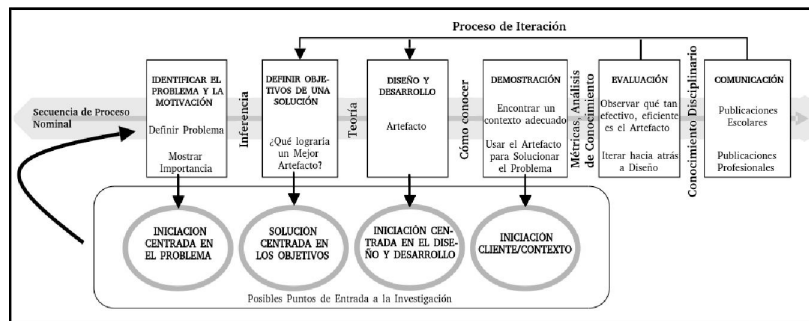 Proceso de Iteración
Secuencia de Proceso
Nominal
IDENTIFICAR EL
PROBLEMA Y LA
MOTIVACIÓN
Definir Problema
Mostrar
Importancia
Inferencia
DEFINIR OBJE-
TIVOS DE UNA
SOLUCIÓN
¿Qué lograría
un Mejor
Artefacto?
Teoría
DISEÑO Y
DESARROLLO
Artefacto
Cómo conocer
DEMOSTRACIÓN
Encontrar un
contexto adecuado
Usar el Artefacto
para Solucionar
el Problema
Métricas, Análisis
de Conocimiento
EVALUACIÓN
Observar qué tan
efectivo, eficiente
es el Artefacto
Iterar hacia atrás
a Diseño
Conocimiento Disciplinario
COMUNICACIÓN
Publicaciones
Escolares
Publicaciones
Profesionales
INICIACION
CENTRADA EN
EL PROBLEMA
SOLUCIÓN
CENTRADA EN
LOS OBJETIVOS
INICIACIÓN CEN-
TRADA EN EL DISE-
ÑO Y DESARROLLO
INICIACIÓN
CLIENTE/CONTEXTO
Posibles Puntos de Entrada a la Investigación